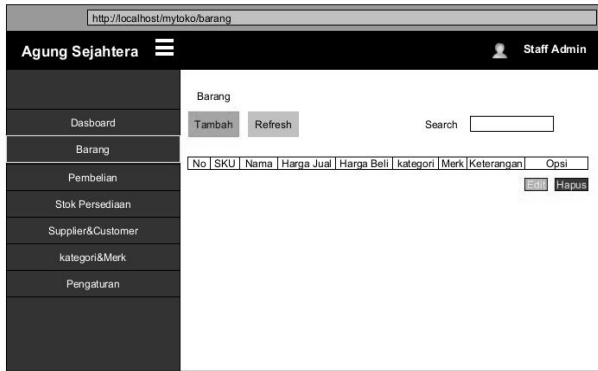 http://localhost/mytoko/barang
Agung Sejahtera Staff Admin
Barang
Dasboard Tambah Refresh Search
Barang
No SKU Nama Harga Jual Harga Beli kategori Merk Keterangan Opsi
Pembelian Edit Hapus
Stok Persediaan
Supplier&Customer
kategori&Merk
Pengaturan